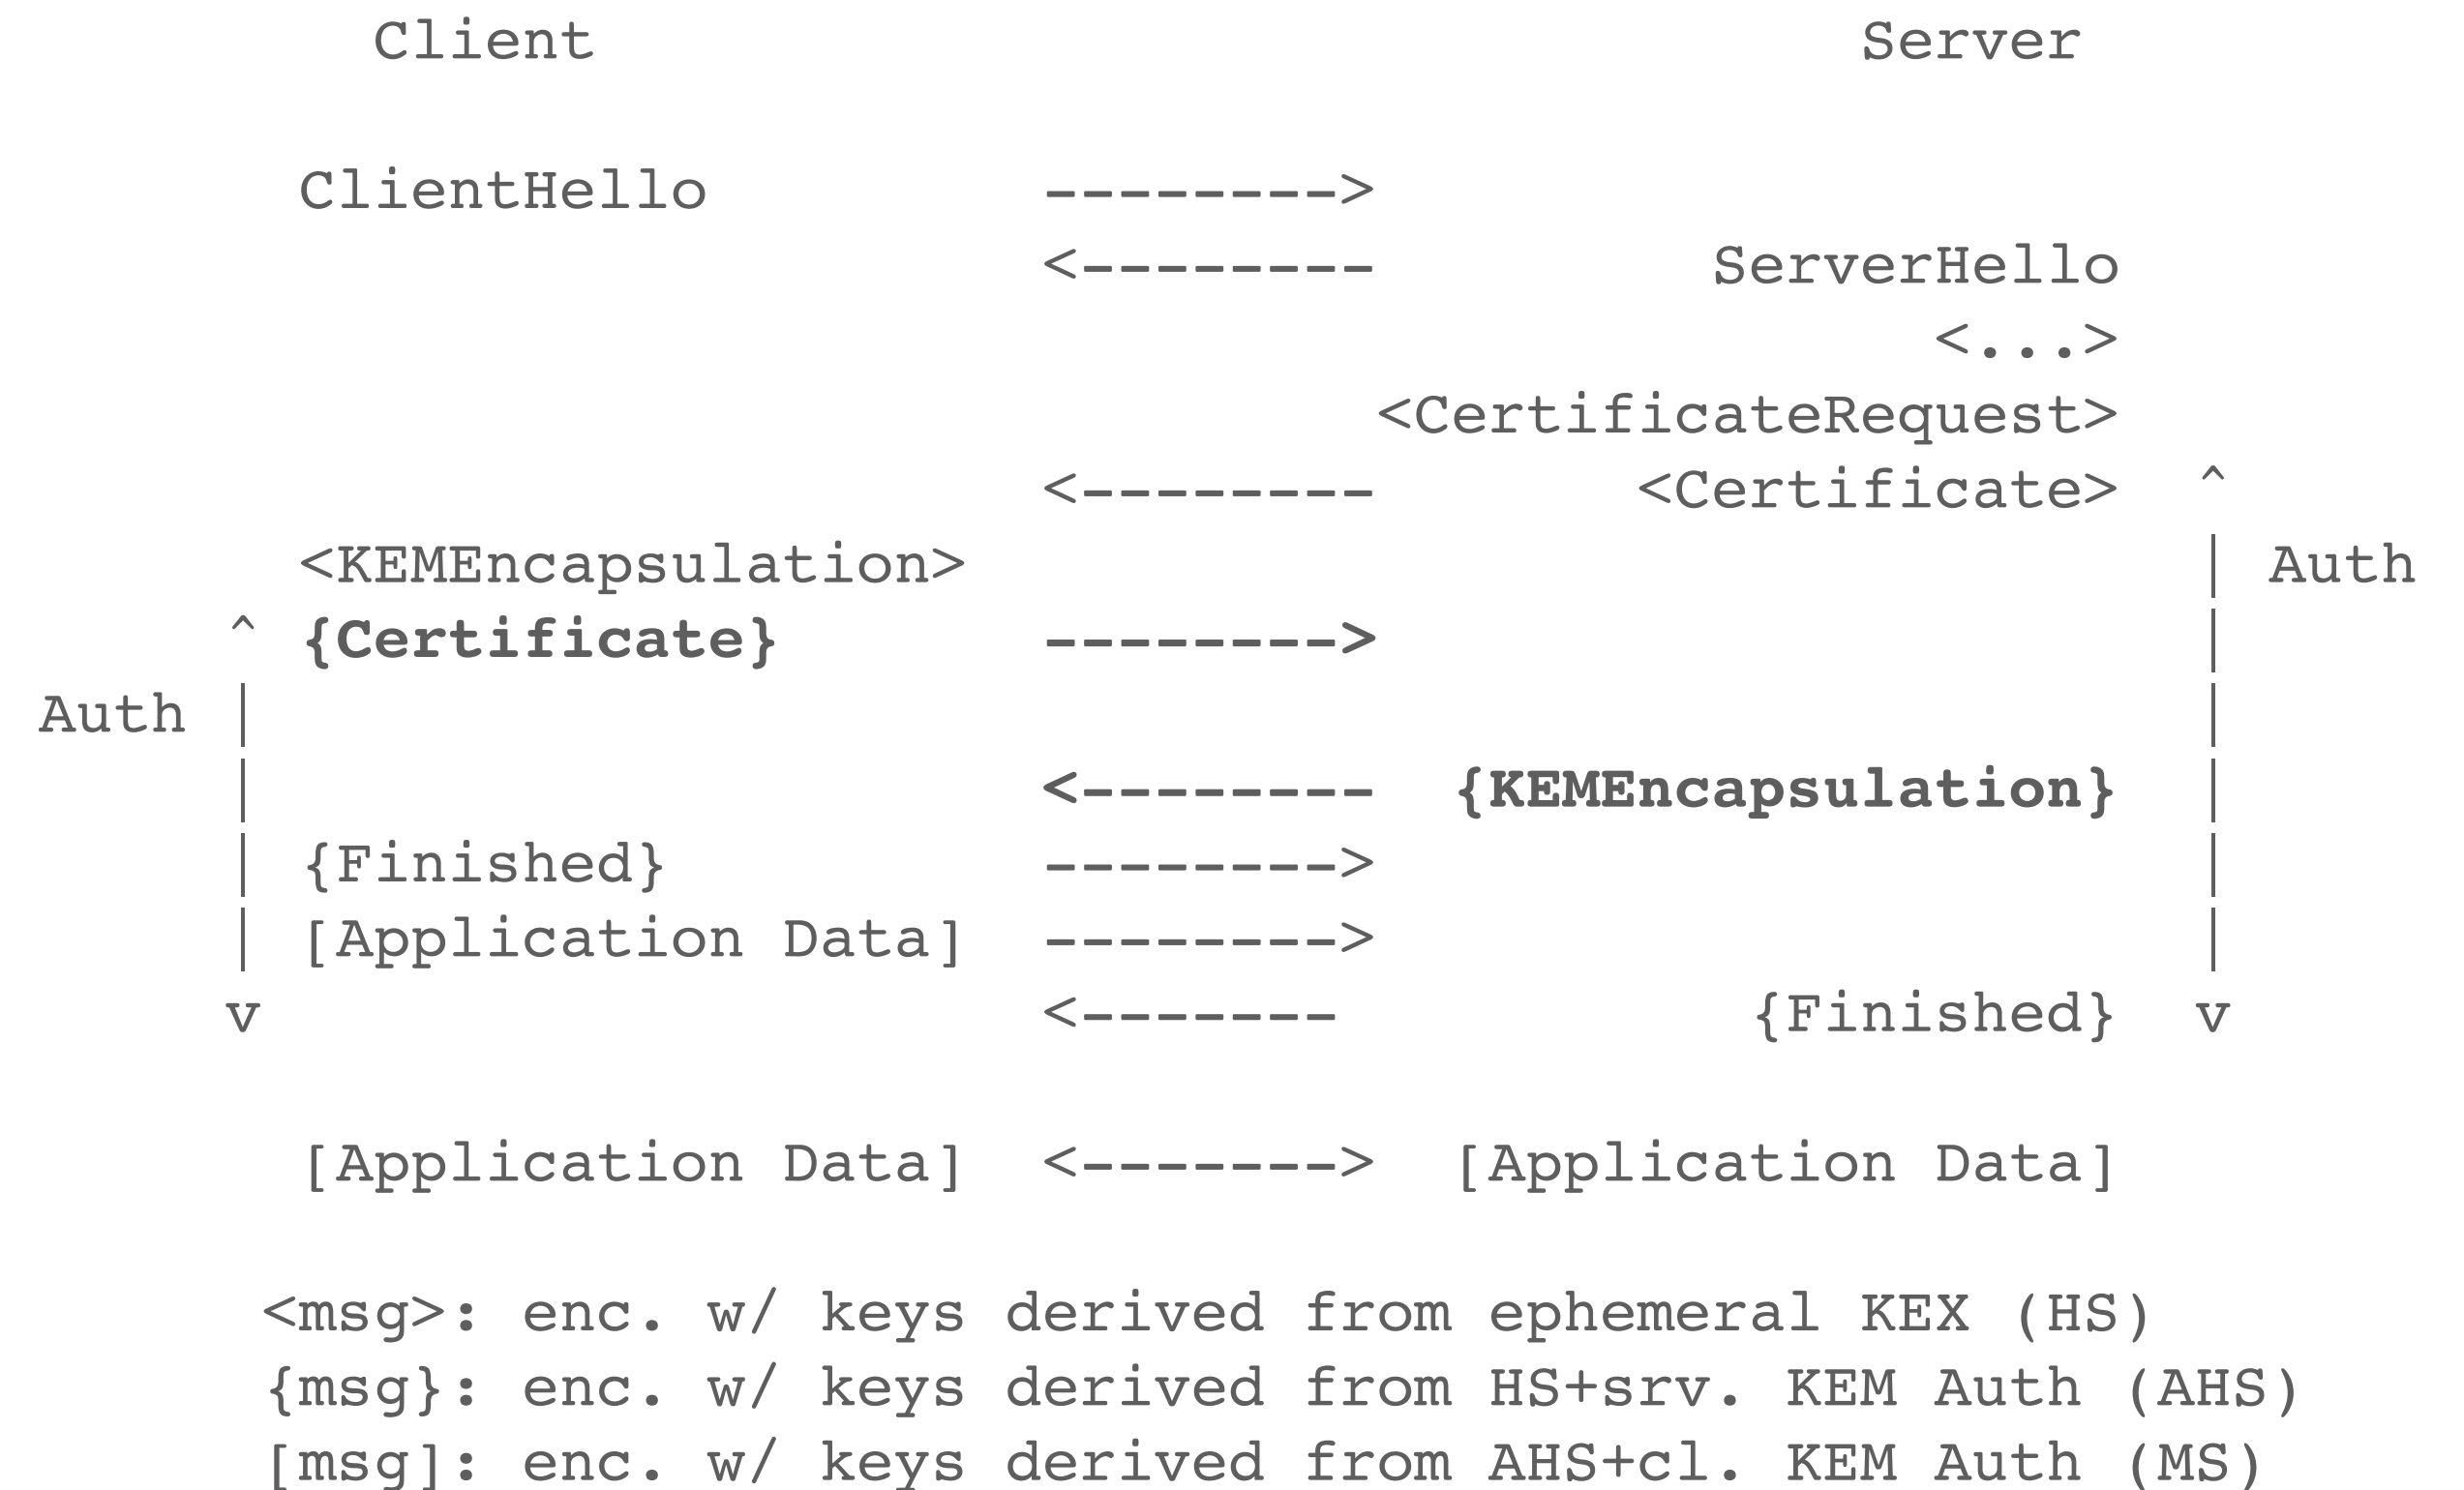 Client Server
ClientHello -------->
<-------- ServerHello
<...>
<CertificateRequest>
<-------- <Certificate> ^
<KEMEncapsulation> | Auth
^ {Certificate} --------> |
Auth | |
| <-------- {KEMEncapsulation} |
| {Finished} --------> |
| [Application Data] --------> |
v <------- {Finished} v
[Application Data] <-------> [Application Data]
<msg>: enc. w/ keys derived from ephemeral KEX (HS)
{msg}: enc. w/ keys derived from HS+srv. KEM Auth (AHS)
[msg]: enc. w/ keys derived from AHS+cl. KEM Auth (MS)